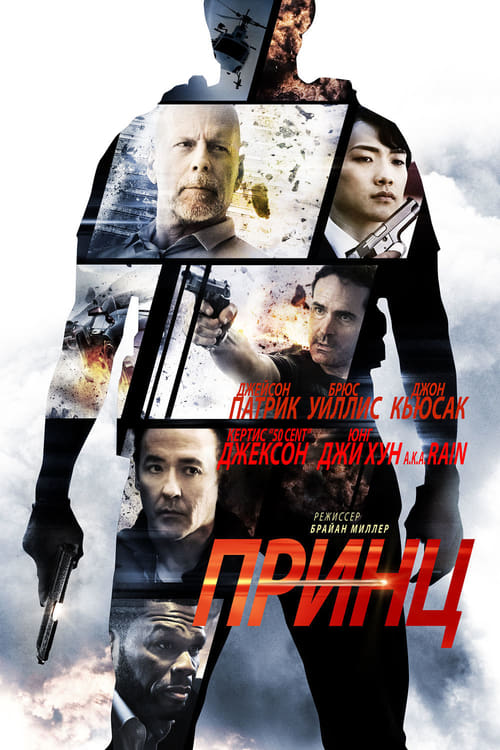 ДЖЕЙСОН БРЮС ДЖОН
ПАТРИК УИЛЛИС КЬЮСАК
КЕРТИС "50 CENT" ЮНГ
ДЖЕКСОН ДЖИ ХУН A.K.A. RAIN
РЕЖИССЕР
БРАЙАН МИЛЛЕР
ПРИНЦ